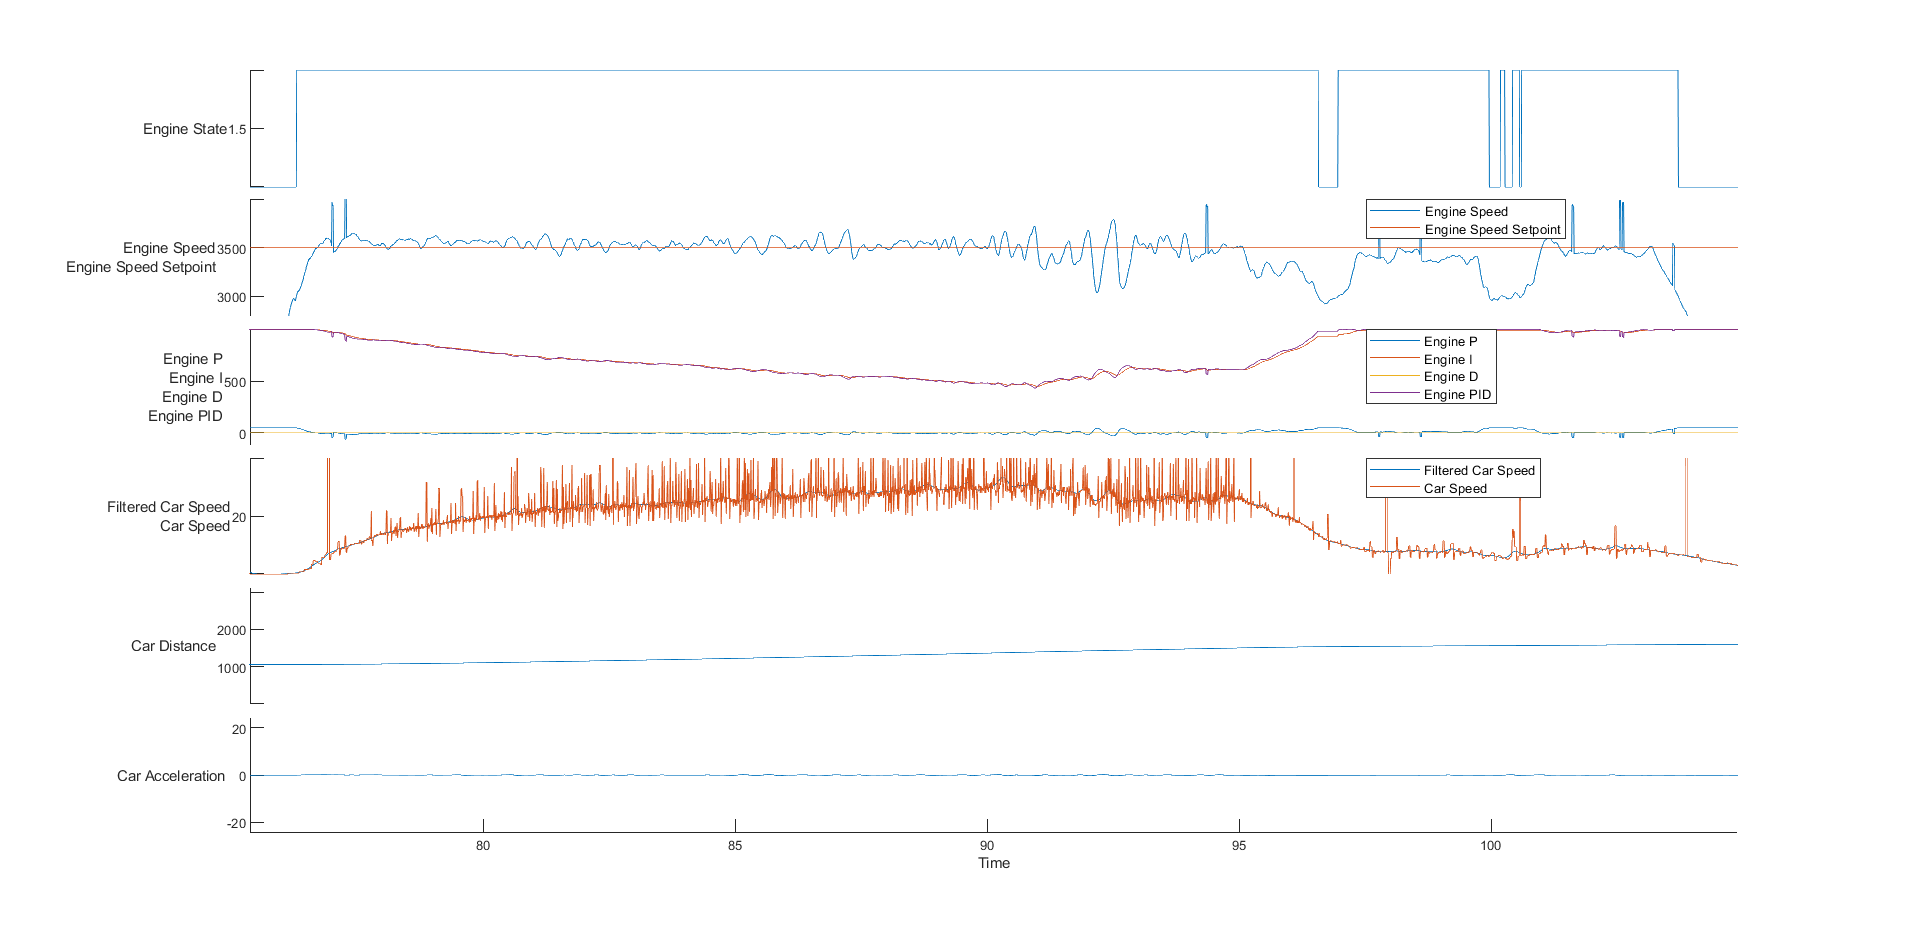 Engine State
1.5
Engine Speed
Engine Speed Setpoint
3500
3000
Engine Speed
Engine Speed Setpoint
Engine P
Engine I
Engine D
Engine PID
500
0
Engine P
Engine I
Engine D
Engine PID
Filtered Car Speed
Car Speed
20
Filtered Car Speed
Car Speed
Car Distance
2000
1000
Car Acceleration
20
0
-20
80 85 90 95 100
Time